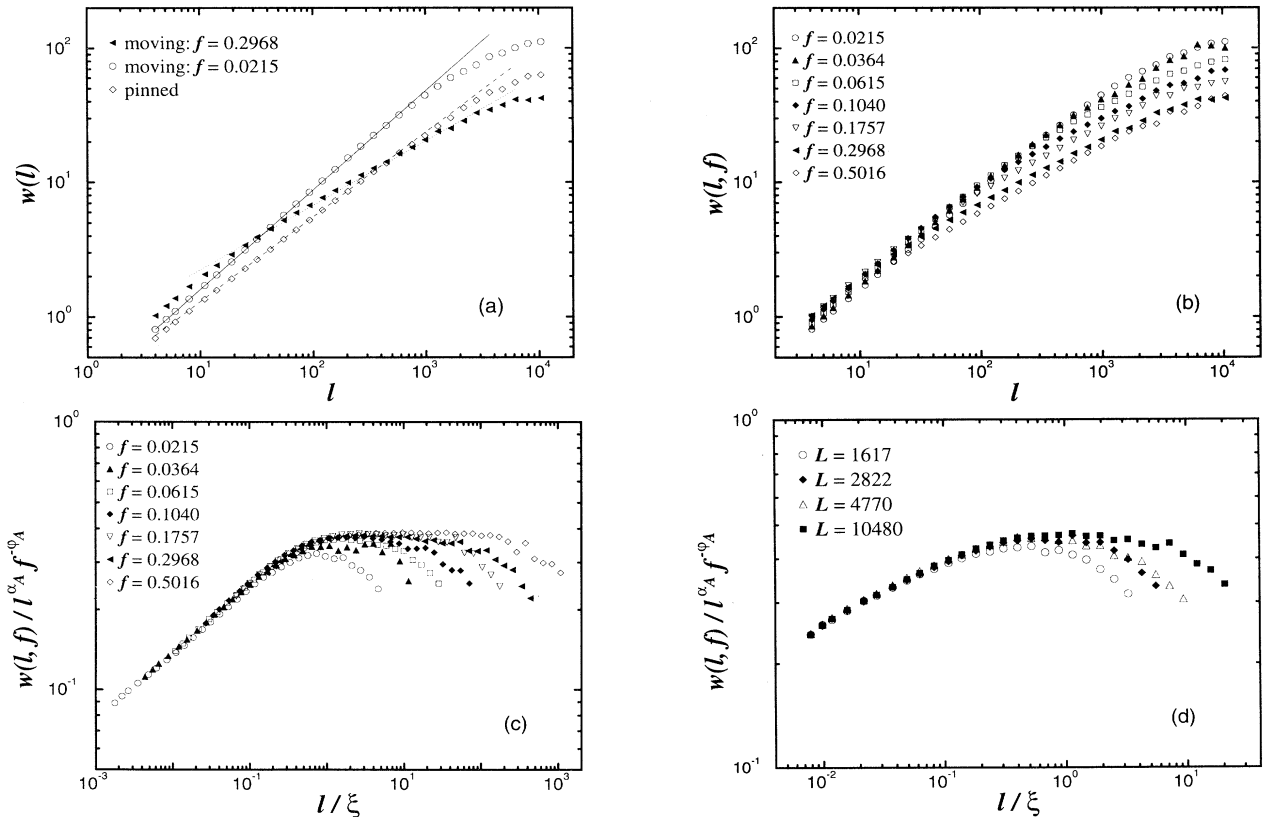 10²
10¹
10⁰
w(l)
moving: f = 0.2968
moving: f = 0.0215
pinned
(a)
10⁰ 10¹ 10² 10³ 10⁴
l
10²
10¹
10⁰
w(l, f)
f = 0.0215
f = 0.0364
f = 0.0615
f = 0.1040
f = 0.1757
f = 0.2968
f = 0.5016
(b)
10¹ 10² 10³ 10⁴
l
10⁰
10⁻¹
w(l, f) / l^αA f^-φA
f = 0.0215
f = 0.0364
f = 0.0615
f = 0.1040
f = 0.1757
f = 0.2968
f = 0.5016
(c)
10⁻³ 10⁻¹ 10¹ 10³
l / ξ
10⁰
10⁻¹
w(l, f) / l^αA f^-φA
L = 1617
L = 2822
L = 4770
L = 10480
(d)
10⁻² 10⁻¹ 10⁰ 10¹
l / ξ